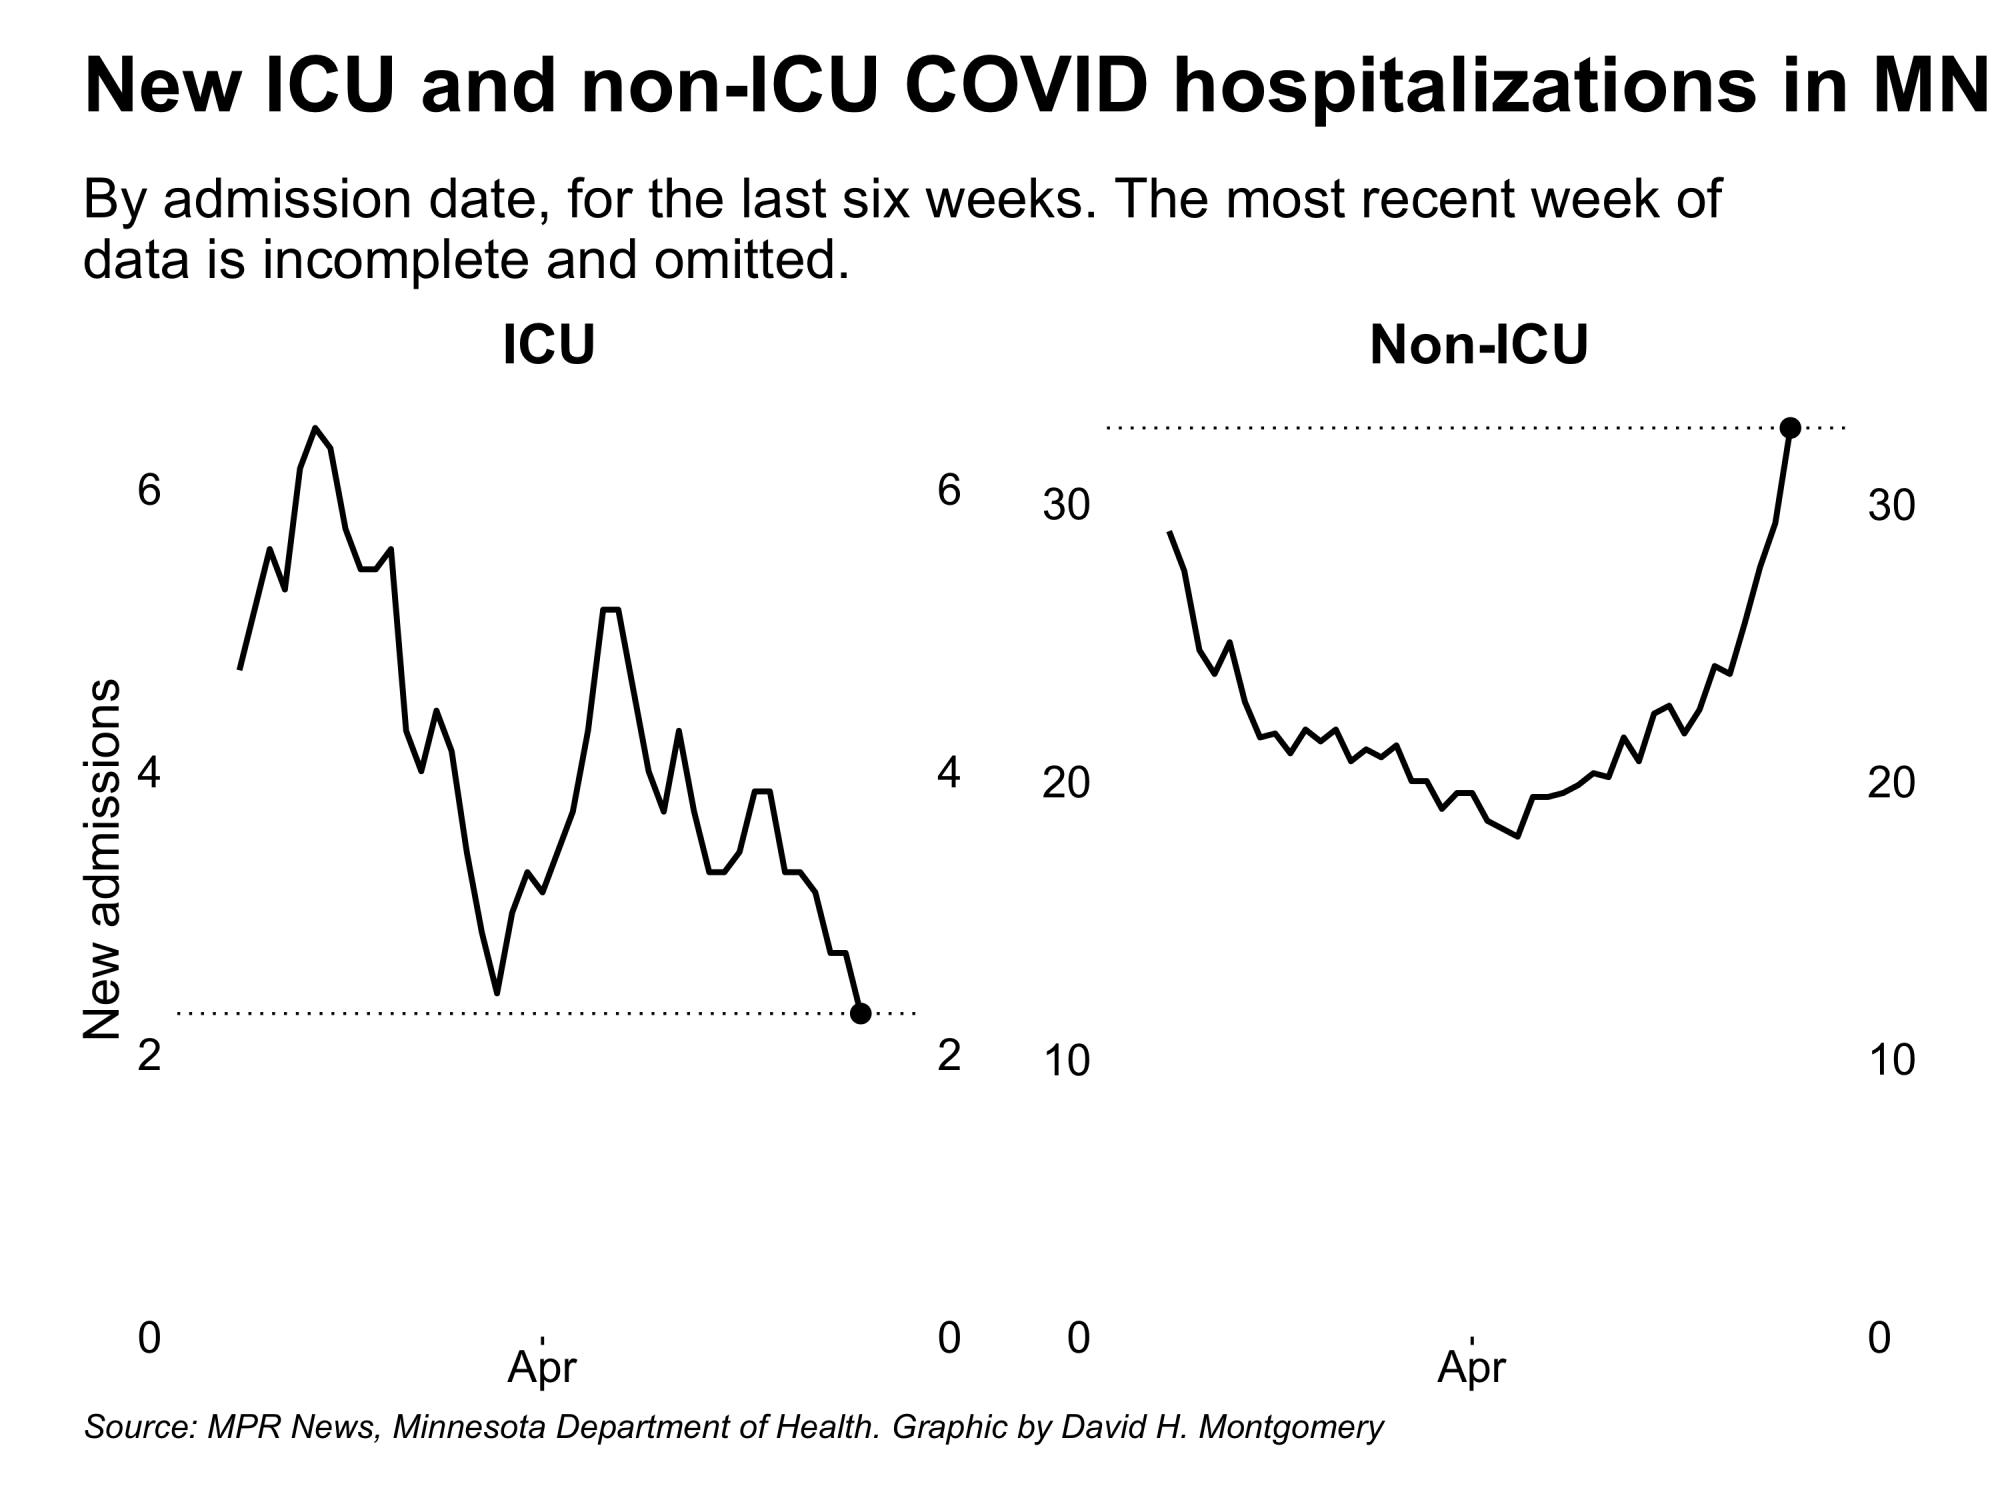 New ICU and non-ICU COVID hospitalizations in MN
By admission date, for the last six weeks. The most recent week of
data is incomplete and omitted.
ICU
New admissions
6
4
2
0
6
4
2
0
Apr
Non-ICU
30
20
10
0
30
20
10
0
Apr
Source: MPR News, Minnesota Department of Health. Graphic by David H. Montgomery